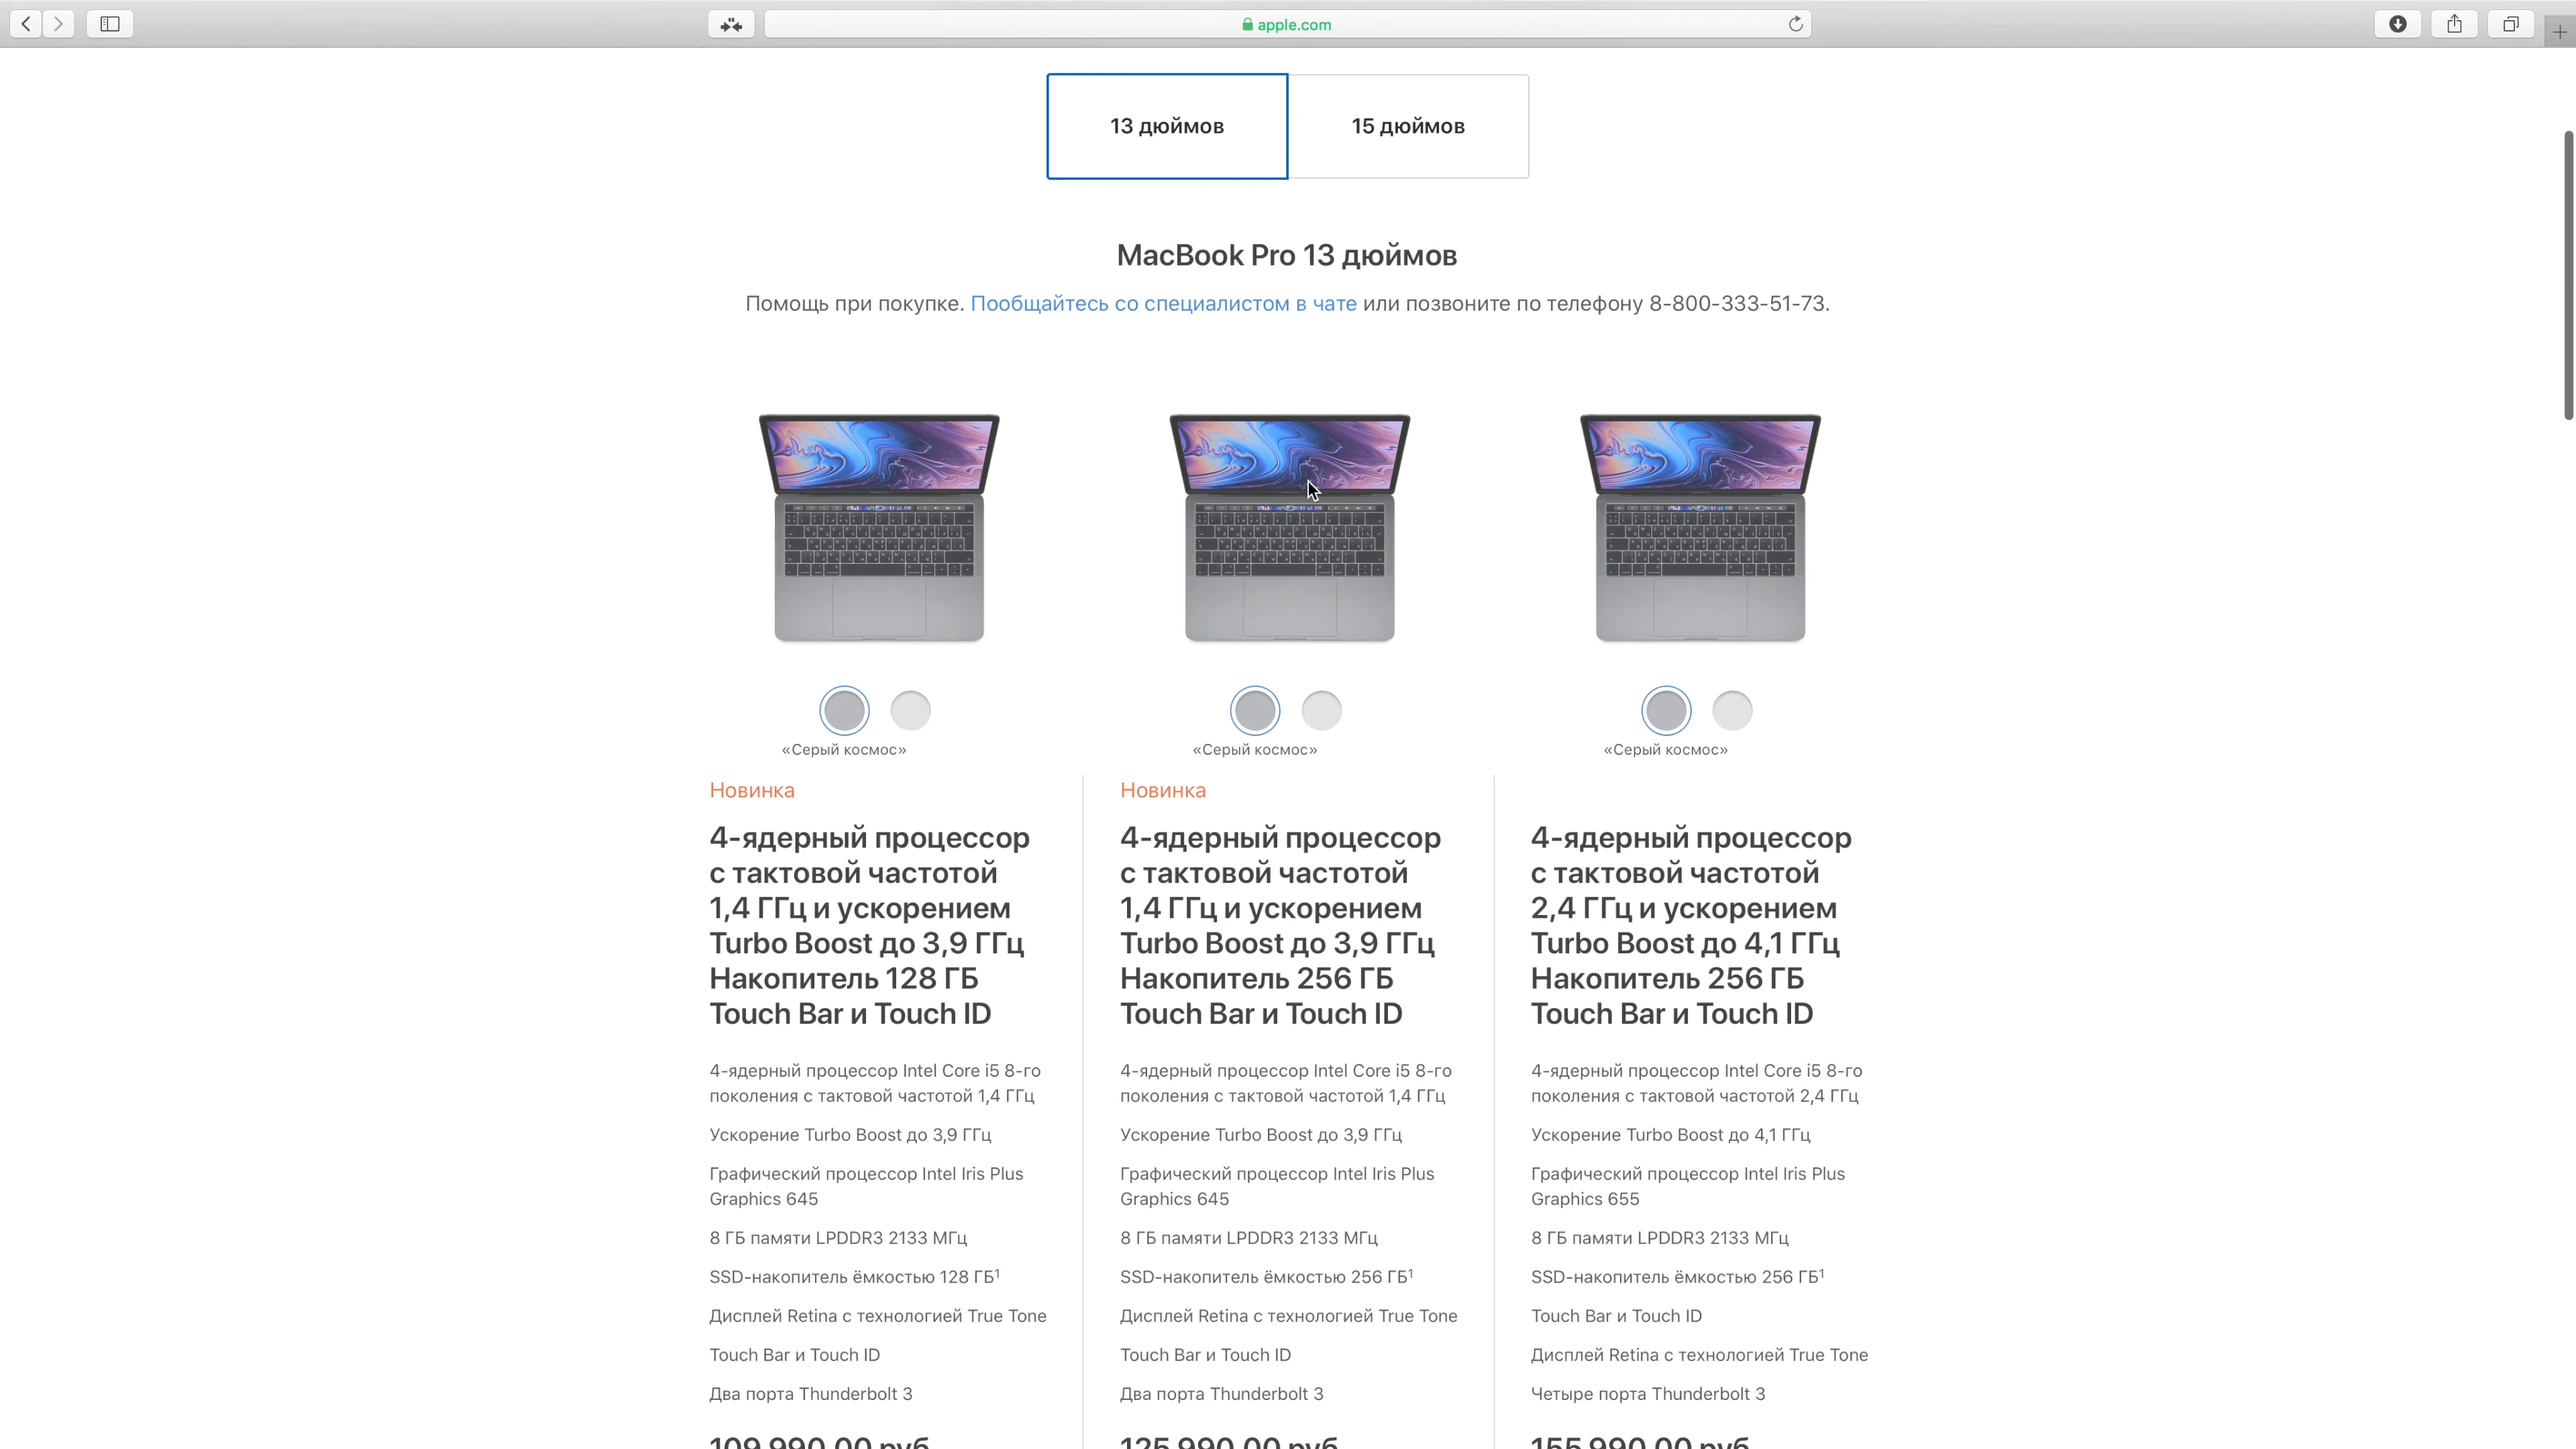 apple.com
13 дюймов
15 дюймов
MacBook Pro 13 дюймов
Помощь при покупке. Пообщайтесь со специалистом в чате или позвоните по телефону 8-800-333-51-73.
«Серый космос»
«Серый космос»
«Серый космос»
Новинка
4-ядерный процессор
с тактовой частотой
1,4 ГГц и ускорением
Turbo Boost до 3,9 ГГц
Накопитель 128 ГБ
Touch Bar и Touch ID
4-ядерный процессор Intel Core i5 8-го
поколения с тактовой частотой 1,4 ГГц
Ускорение Turbo Boost до 3,9 ГГц
Графический процессор Intel Iris Plus
Graphics 645
8 ГБ памяти LPDDR3 2133 МГц
SSD-накопитель ёмкостью 128 ГБ¹
Дисплей Retina с технологией True Tone
Touch Bar и Touch ID
Два порта Thunderbolt 3
109 990,00 руб.
Новинка
4-ядерный процессор
с тактовой частотой
1,4 ГГц и ускорением
Turbo Boost до 3,9 ГГц
Накопитель 256 ГБ
Touch Bar и Touch ID
4-ядерный процессор Intel Core i5 8-го
поколения с тактовой частотой 1,4 ГГц
Ускорение Turbo Boost до 3,9 ГГц
Графический процессор Intel Iris Plus
Graphics 645
8 ГБ памяти LPDDR3 2133 МГц
SSD-накопитель ёмкостью 256 ГБ¹
Дисплей Retina с технологией True Tone
Touch Bar и Touch ID
Два порта Thunderbolt 3
125 990,00 руб.
4-ядерный процессор
с тактовой частотой
2,4 ГГц и ускорением
Turbo Boost до 4,1 ГГц
Накопитель 256 ГБ
Touch Bar и Touch ID
4-ядерный процессор Intel Core i5 8-го
поколения с тактовой частотой 2,4 ГГц
Ускорение Turbo Boost до 4,1 ГГц
Графический процессор Intel Iris Plus
Graphics 655
8 ГБ памяти LPDDR3 2133 МГц
SSD-накопитель ёмкостью 256 ГБ¹
Touch Bar и Touch ID
Дисплей Retina с технологией True Tone
Четыре порта Thunderbolt 3
155 990,00 руб.